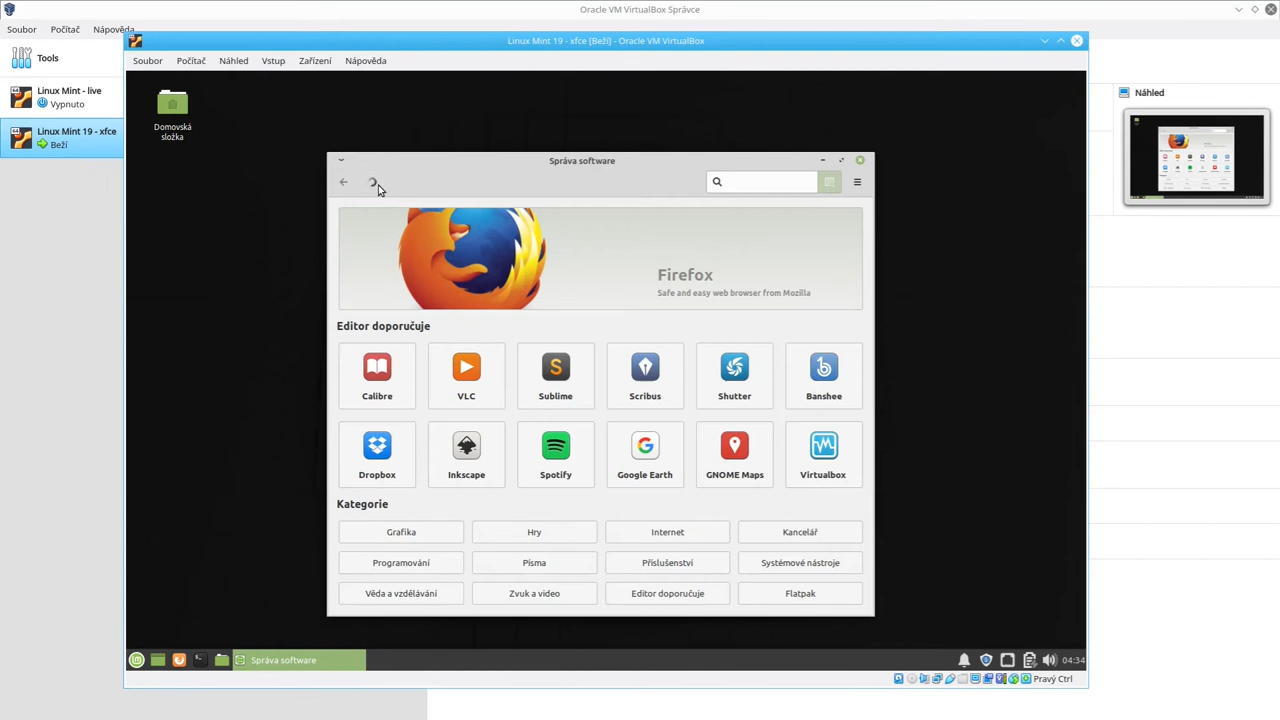 Oracle VM VirtualBox Správce
Soubor Počítač Nápověda
Tools
Linux Mint - live
Vypnuto
Linux Mint 19 - xfce
Beží
Linux Mint 19 - xfce [Beží] - Oracle VM VirtualBox
Soubor Počítač Náhled Vstup Zařízení Nápověda
Náhled
Domovská
složka
Správa software
Firefox
Safe and easy web browser from Mozilla
Editor doporučuje
Calibre VLC Sublime Scribus Shutter Banshee
Dropbox Inkscape Spotify Google Earth GNOME Maps Virtualbox
Kategorie
Grafika Hry Internet Kancelář
Programování Písma Příslušenství Systémové nástroje
Věda a vzdělávání Zvuk a video Editor doporučuje Flatpak
Správa software
04:34
Pravý Ctrl